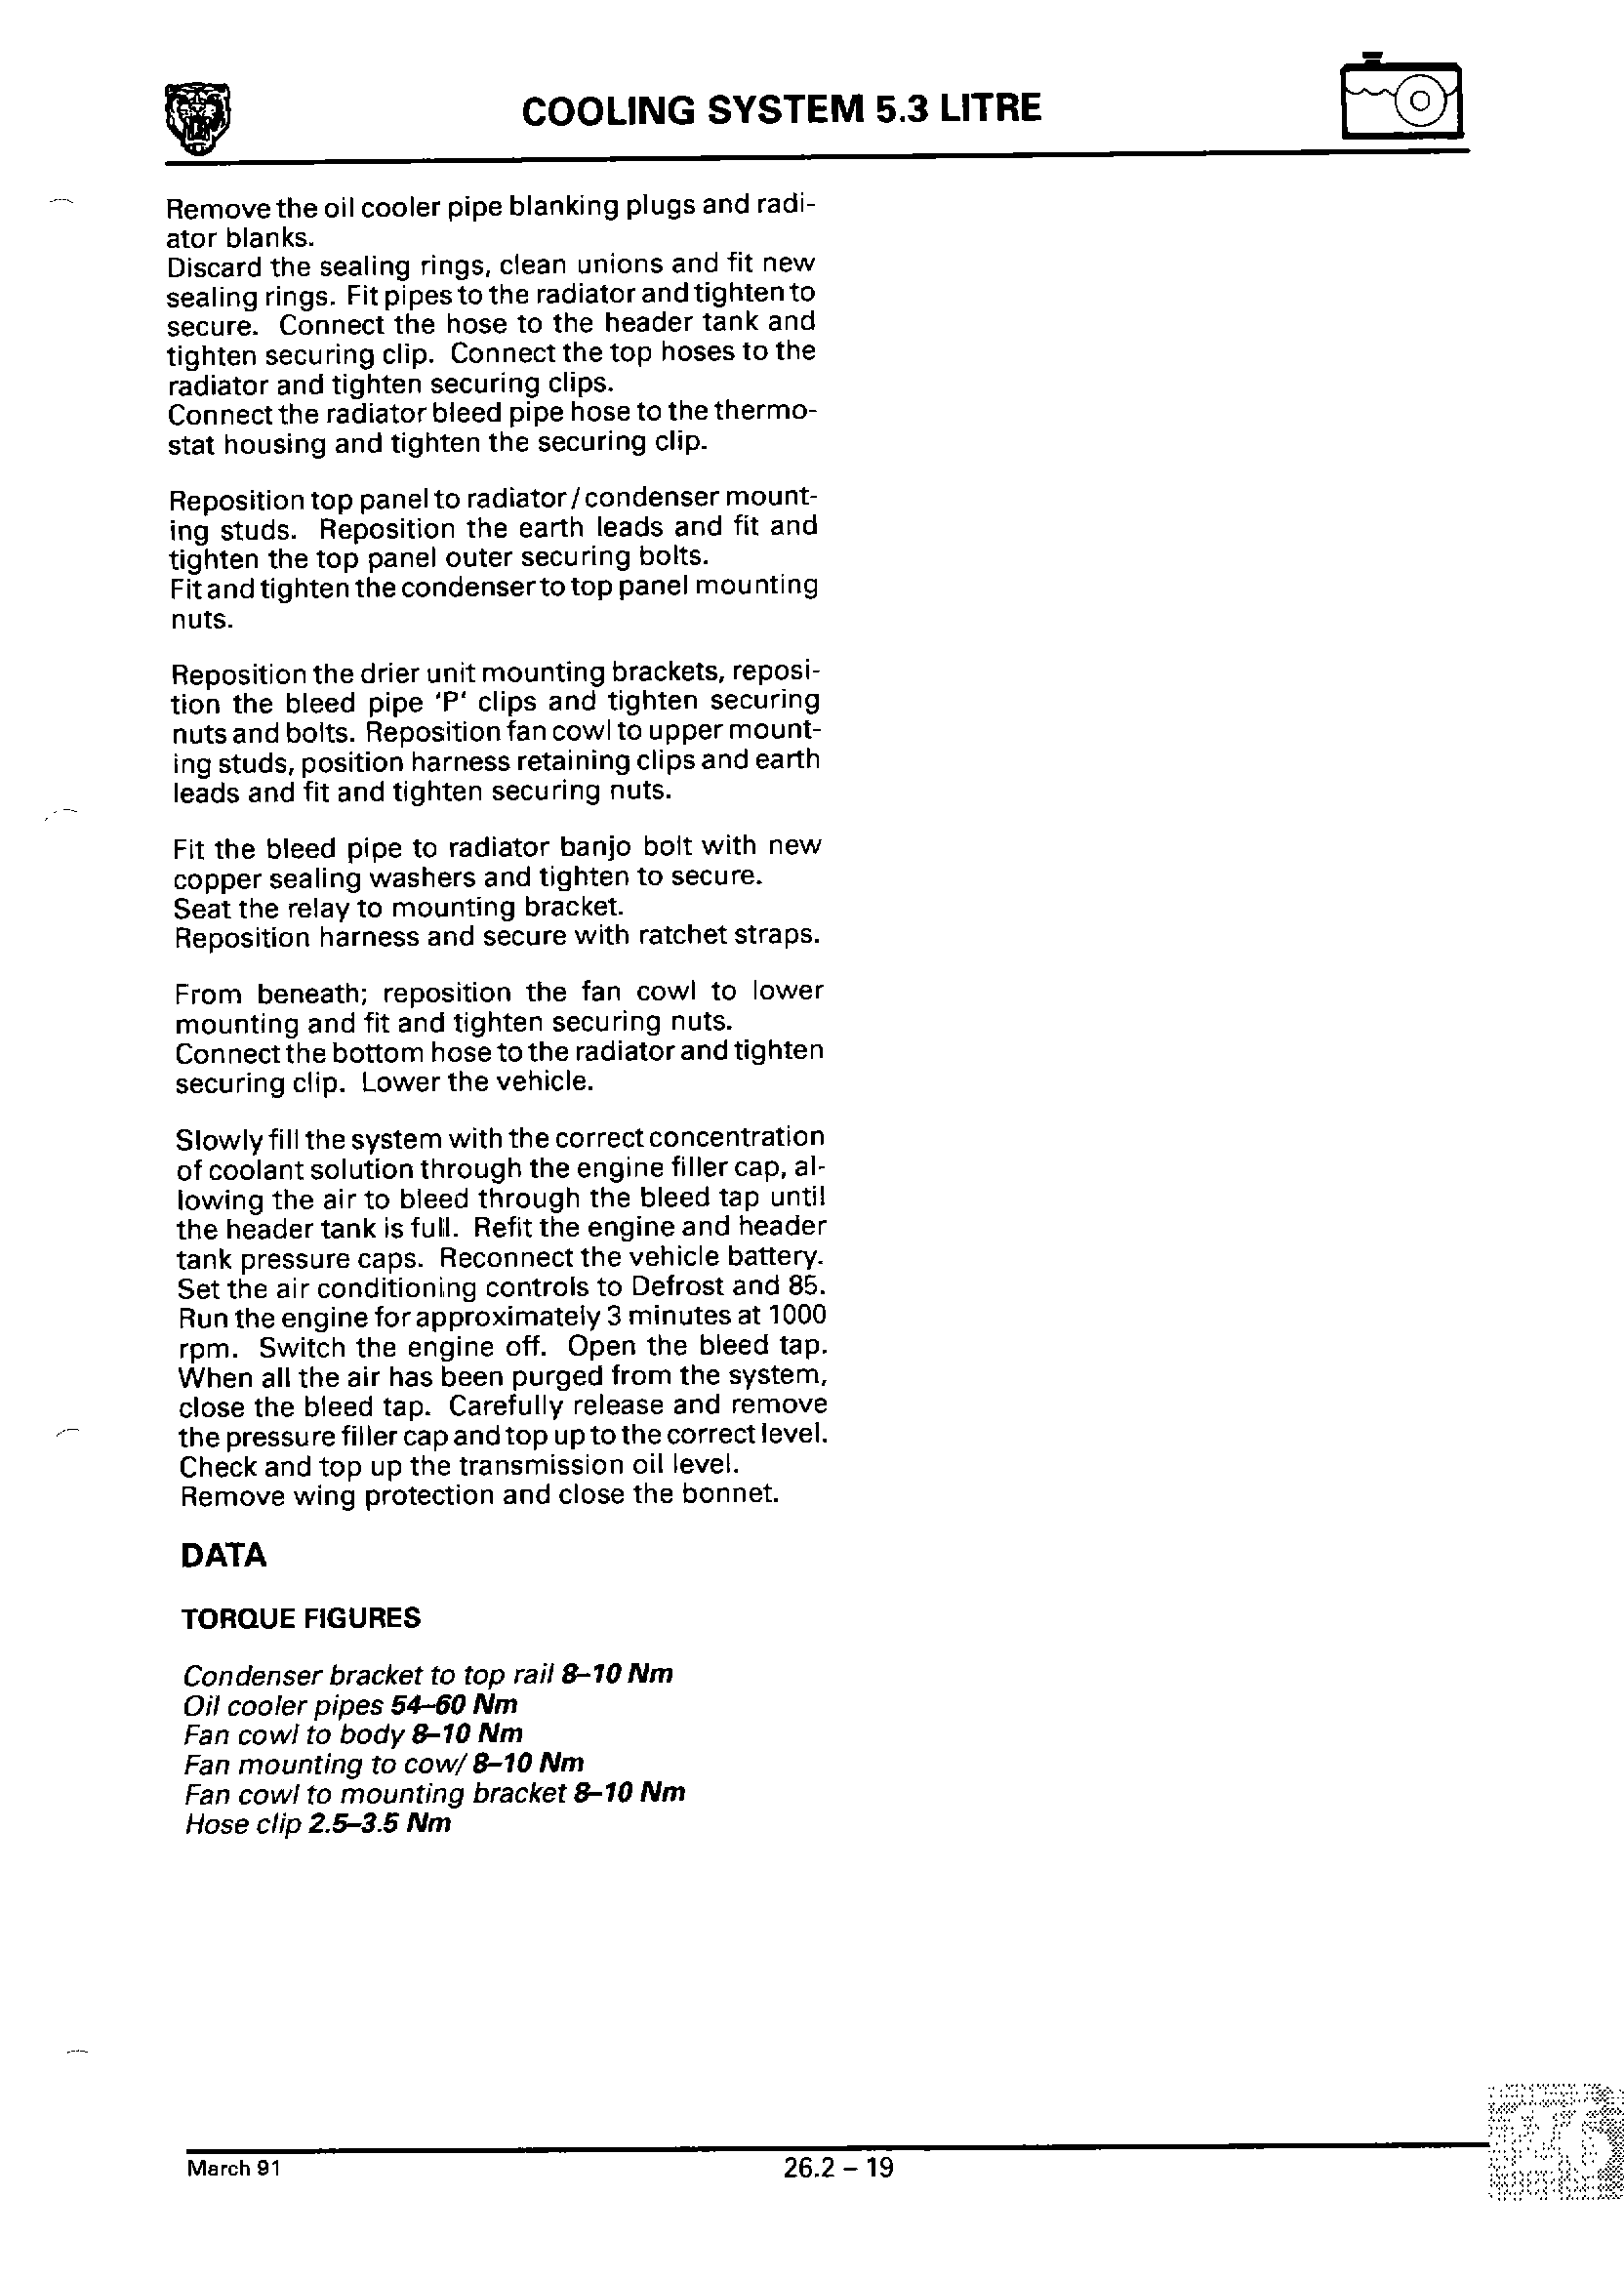 COOLING SYSTEM 5.3 LITRE
Remove the oil cooler pipe blanking plugs and radi-
ator blanks.
Discard the sealing rings, clean unions and fit new
sealing rings. Fit pipes to the radiator and tighten to
secure. Connect the hose to the header tank and
tighten securing clip. Connect the top hoses to the
radiator and tighten securing clips.
Connect the radiator bleed pipe hose to the thermo-
stat housing and tighten the securing clip.
Reposition top panel to radiator/condenser mount-
ing studs. Reposition the earth leads and fit and
tighten the top panel outer securing bolts.
Fit and tighten the condenser to top panel mounting
nuts.
Reposition the drier unit mounting brackets, reposi-
tion the bleed pipe 'P' clips and tighten securing
nuts and bolts. Reposition fan cowl to upper mount-
ing studs, position harness retaining clips and earth
leads and fit and tighten securing nuts.
Fit the bleed pipe to radiator banjo bolt with new
copper sealing washers and tighten to secure.
Seat the relay to mounting bracket.
Reposition harness and secure with ratchet straps.
From beneath; reposition the fan cowl to lower
mounting and fit and tighten securing nuts.
Connect the bottom hose to the radiator and tighten
securing clip. Lower the vehicle.
Slowly fill the system with the correct concentration
of coolant solution through the engine filler cap, al-
lowing the air to bleed through the bleed tap until
the header tank is full. Refit the engine and header
tank pressure caps. Reconnect the vehicle battery.
Set the air conditioning controls to Defrost and 85.
Run the engine for approximately 3 minutes at 1000
rpm. Switch the engine off. Open the bleed tap.
When all the air has been purged from the system,
close the bleed tap. Carefully release and remove
the pressure filler cap and top up to the correct level.
Check and top up the transmission oil level.
Remove wing protection and close the bonnet.
DATA
TORQUE FIGURES
Condenser bracket to top rail 8–10 Nm
Oil cooler pipes 54–60 Nm
Fan cowl to body 8–10 Nm
Fan mounting to cowl 8–10 Nm
Fan cowl to mounting bracket 8–10 Nm
Hose clip 2.5–3.5 Nm
March 91
26.2 – 19
26